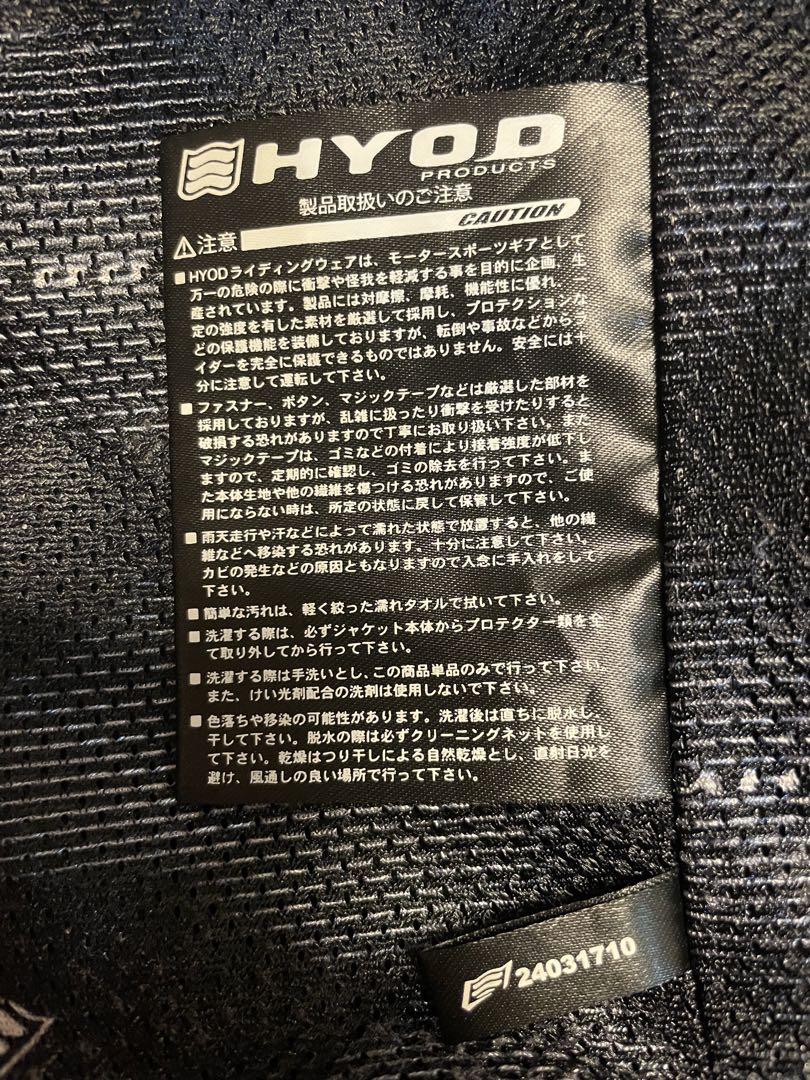 HYOD
PRODUCTS
製品取扱いのご注意
CAUTION
注意
■HYODライディングウェアは、モータースポーツギアとして
万一の危険の際に衝撃や怪我を軽減する事を目的に企画、生
産されています。製品には対摩擦、摩耗、機能性に優れ、一
定の強度を有した素材を厳選して採用し、プロテクションな
どの保護機能を装備しておりますが、転倒や事故などからラ
イダーを完全に保護できるものではありません。安全には十
分に注意して運転して下さい。
■ファスナー、ボタン、マジックテープなどは厳選した部材を
採用しておりますが、乱雑に扱ったり衝撃を受けたりすると
破損する恐れがありますので丁寧にお取り扱い下さい。また
マジックテープは、ゴミなどの付着により接着強度が低下し
ますので、定期的に確認し、ゴミの除去を行って下さい。ま
た本体生地や他の繊維を傷つける恐れがありますので、ご使
用にならない時は、所定の状態に戻して保管して下さい。
■雨天走行や汗などによって濡れた状態で放置すると、他の繊
維などへ移染する恐れがあります。十分に注意して下さい。
カビの発生などの原因ともなりますので入念に手入れをして
下さい。
■簡単な汚れは、軽く絞った濡れタオルで拭いて下さい。
■洗濯する際は、必ずジャケット本体からプロテクター類を全
て取り外してから行って下さい。
■洗濯する際は手洗いとし、この商品単品のみで行って下さい。
また、けい光剤配合の洗剤は使用しないで下さい。
■色落ちや移染の可能性があります。洗濯後は直ちに脱水し、
干して下さい。脱水の際は必ずクリーニングネットを使用し
て下さい。乾燥はつり干しによる自然乾燥とし、直射日光を
避け、風通しの良い場所で行って下さい。
24031710